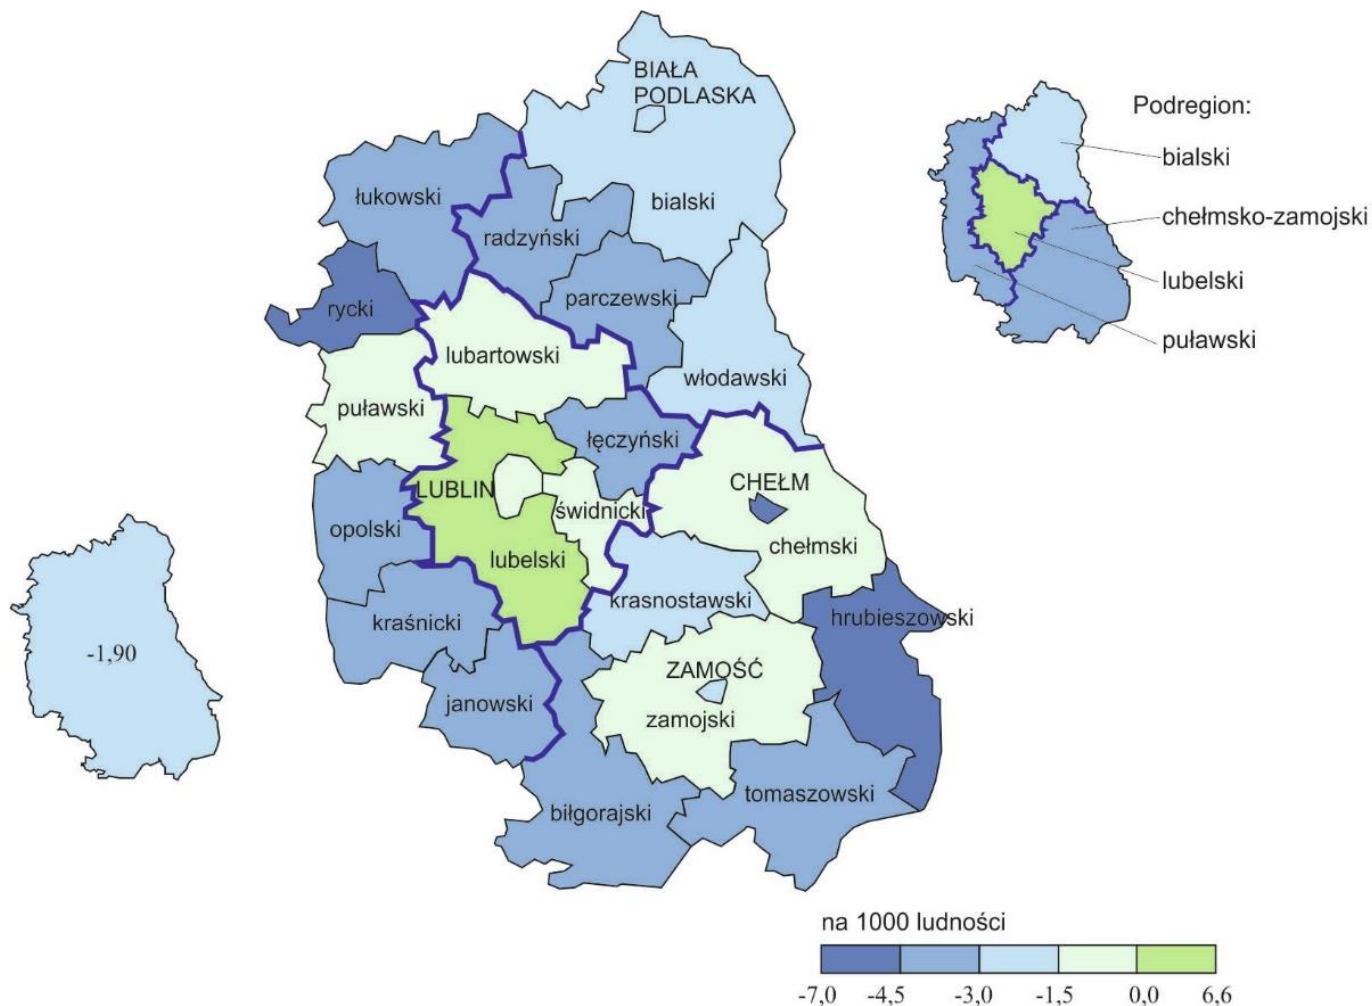 BIAŁA
PODLASKA
Podregion:
bialski
łukowski
bialski
radzyński
chełmsko-zamojski
lubelski
rycki
parczewski
puławski
lubartowski
włodawski
puławski
łęczyński
LUBLIN
CHEŁM
świdnicki
opolski
chełmski
lubelski
krasnostawski
hrubieszowski
kraśnicki
-1,90
ZAMOŚĆ
janowski
zamojski
tomaszowski
biłgorajski
na 1000 ludności
-7,0 -4,5 -3,0 -1,5 0,0 6,6